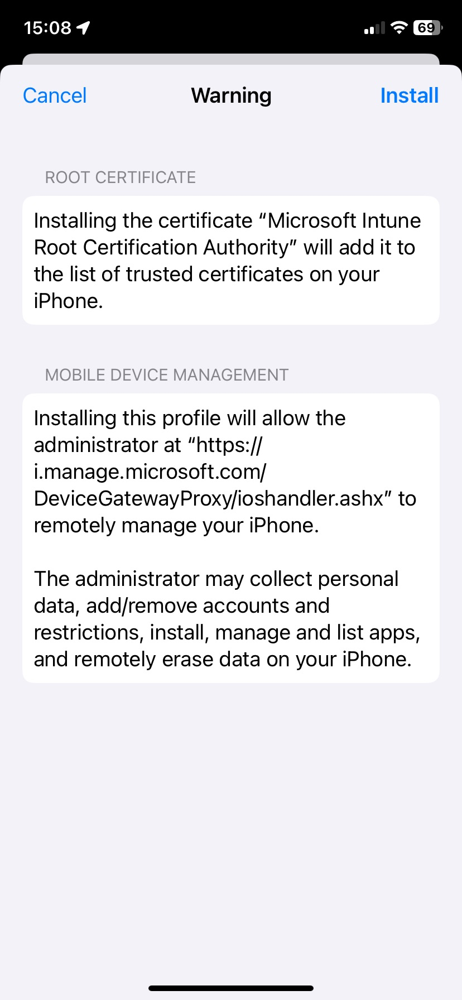 15:08
69
Cancel
Warning
Install
ROOT CERTIFICATE
Installing the certificate “Microsoft Intune
Root Certification Authority” will add it to
the list of trusted certificates on your
iPhone.
MOBILE DEVICE MANAGEMENT
Installing this profile will allow the
administrator at “https://
i.manage.microsoft.com/
DeviceGatewayProxy/ioshandler.ashx” to
remotely manage your iPhone.
The administrator may collect personal
data, add/remove accounts and
restrictions, install, manage and list apps,
and remotely erase data on your iPhone.